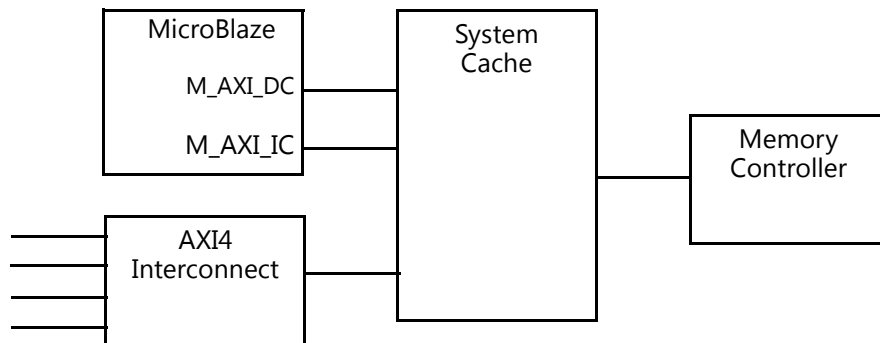 MicroBlaze
M_AXI_DC
M_AXI_IC
System
Cache
Memory
Controller
AXI4
Interconnect